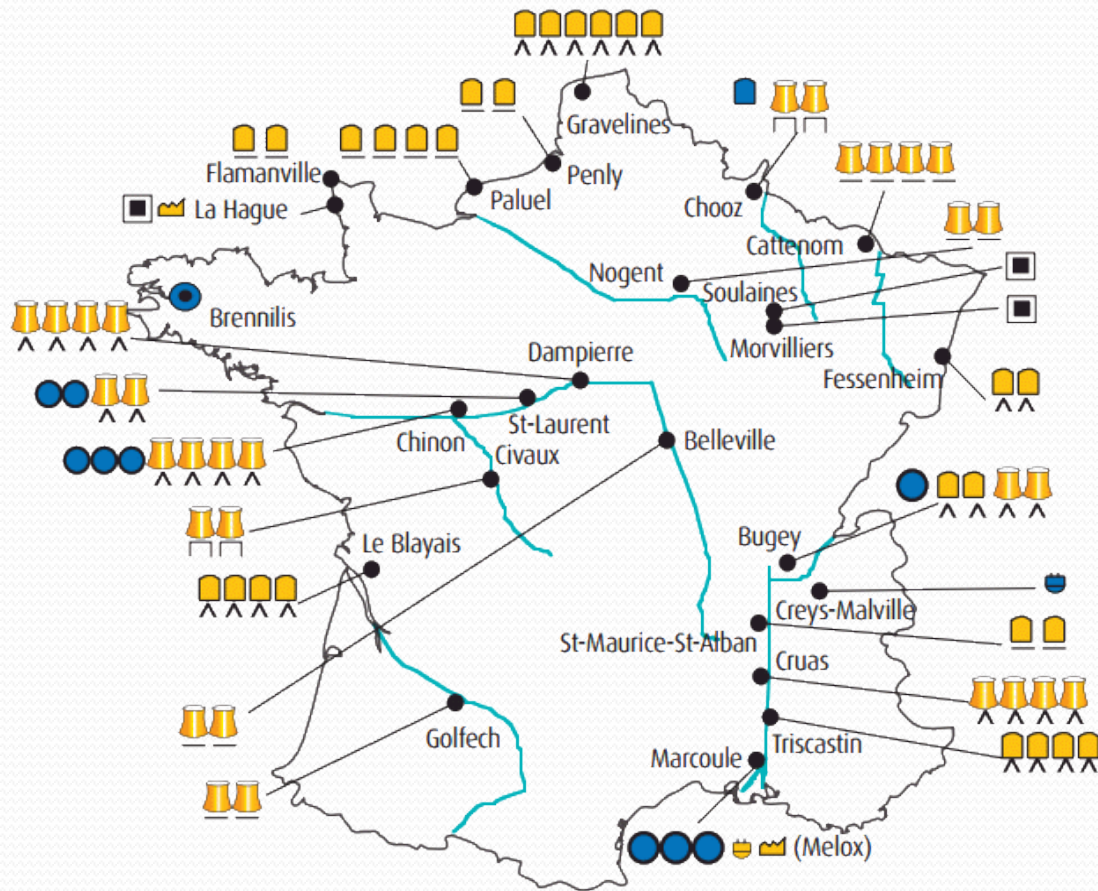 Gravelines
Penly
Flamanville
Paluel
La Hague
Chooz
Cattenom
Nogent
Soulaines
Brennilis
Morvilliers
Dampierre
Fessenheim
St-Laurent
Chinon
Civaux
Belleville
Bugey
Le Blayais
Creys-Malville
St-Maurice-St-Alban
Cruas
Golfech
Triscastin
Marcoule
(Melox)